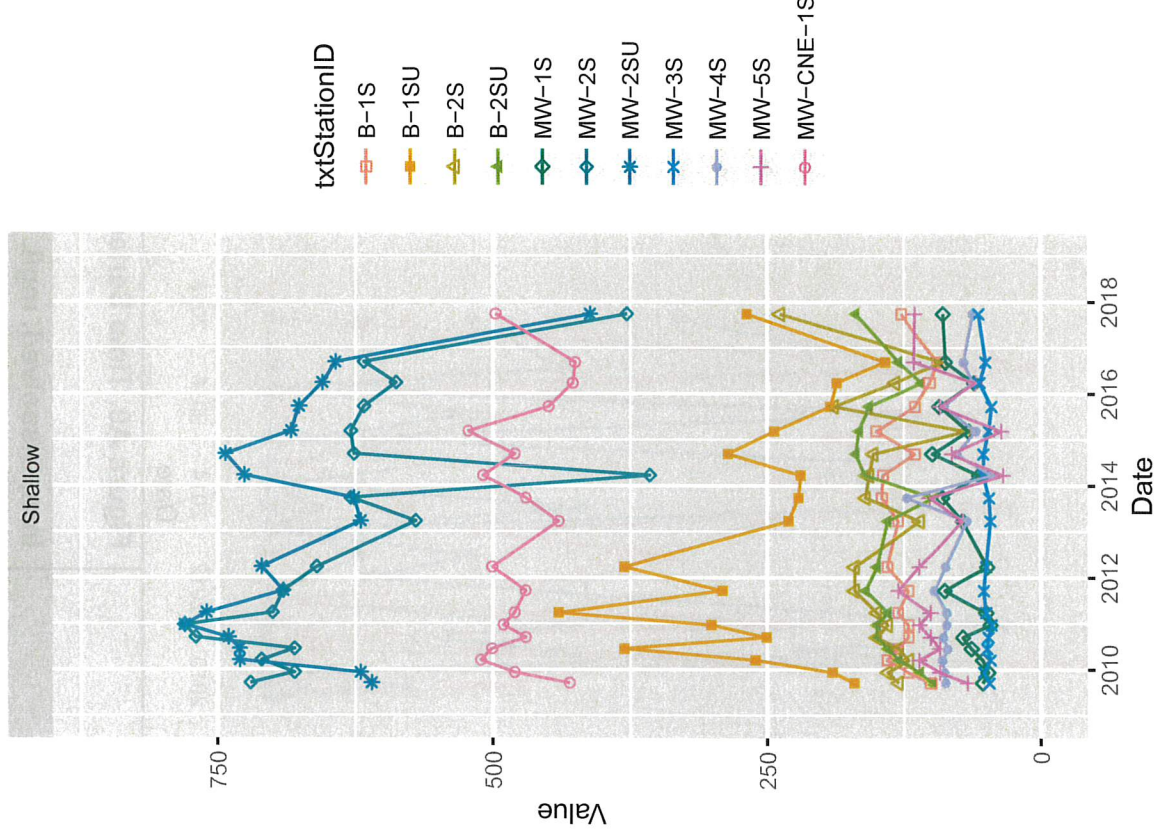 Shallow
Value
750
500
250
0
2010
2012
2014
2016
2018
Date
txtStationID
B-1S
B-1SU
B-2S
B-2SU
MW-1S
MW-2S
MW-2SU
MW-3S
MW-4S
MW-5S
MW-CNE-1S